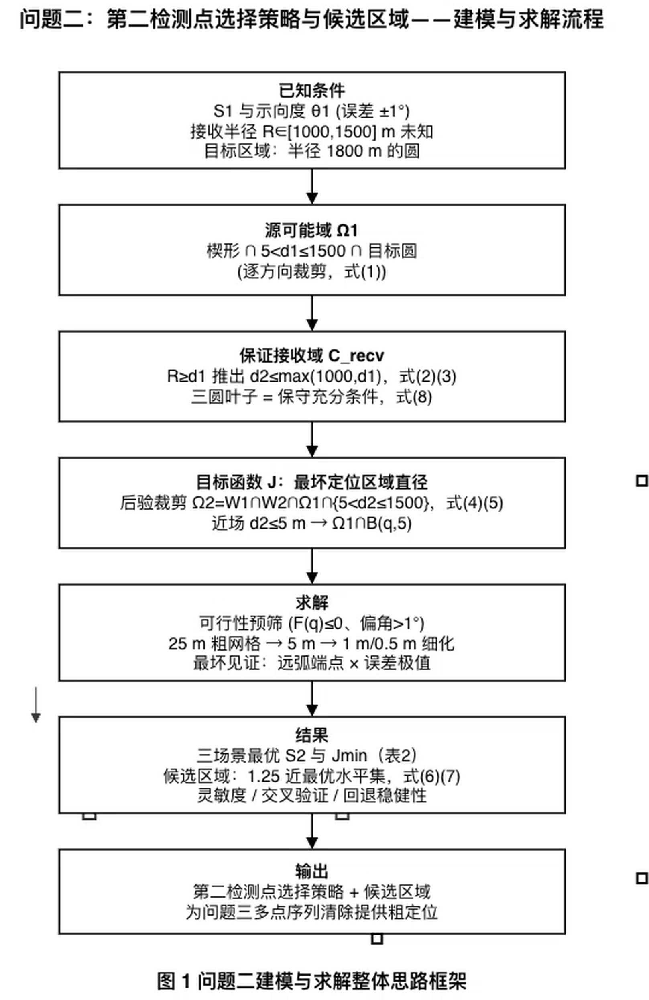 问题二：第二检测点选择策略与候选区域——建模与求解流程
已知条件
S1 与示向度 θ1 (误差 ±1°)
接收半径 R∈[1000,1500] m 未知
目标区域：半径 1800 m 的圆
源可能域 Ω1
楔形 ∩ 5<d1≤1500 ∩ 目标圆
(逐方向裁剪，式(1))
保证接收域 C_recv
R≥d1 推出 d2≤max(1000,d1)，式(2)(3)
三圆叶子 = 保守充分条件，式(8)
目标函数 J：最坏定位区域直径
后验裁剪 Ω2=W1∩W2∩Ω1∩{5<d2≤1500}，式(4)(5)
近场 d2≤5 m → Ω1∩B(q,5)
求解
可行性预筛 (F(q)≤0、偏角>1°)
25 m 粗网格 → 5 m → 1 m/0.5 m 细化
最坏见证：远弧端点 × 误差极值
结果
三场景最优 S2 与 Jmin（表2）
候选区域：1.25 近最优水平集，式(6)(7)
灵敏度 / 交叉验证 / 回退稳健性
输出
第二检测点选择策略 + 候选区域
为问题三多点序列清除提供粗定位
图 1 问题二建模与求解整体思路框架